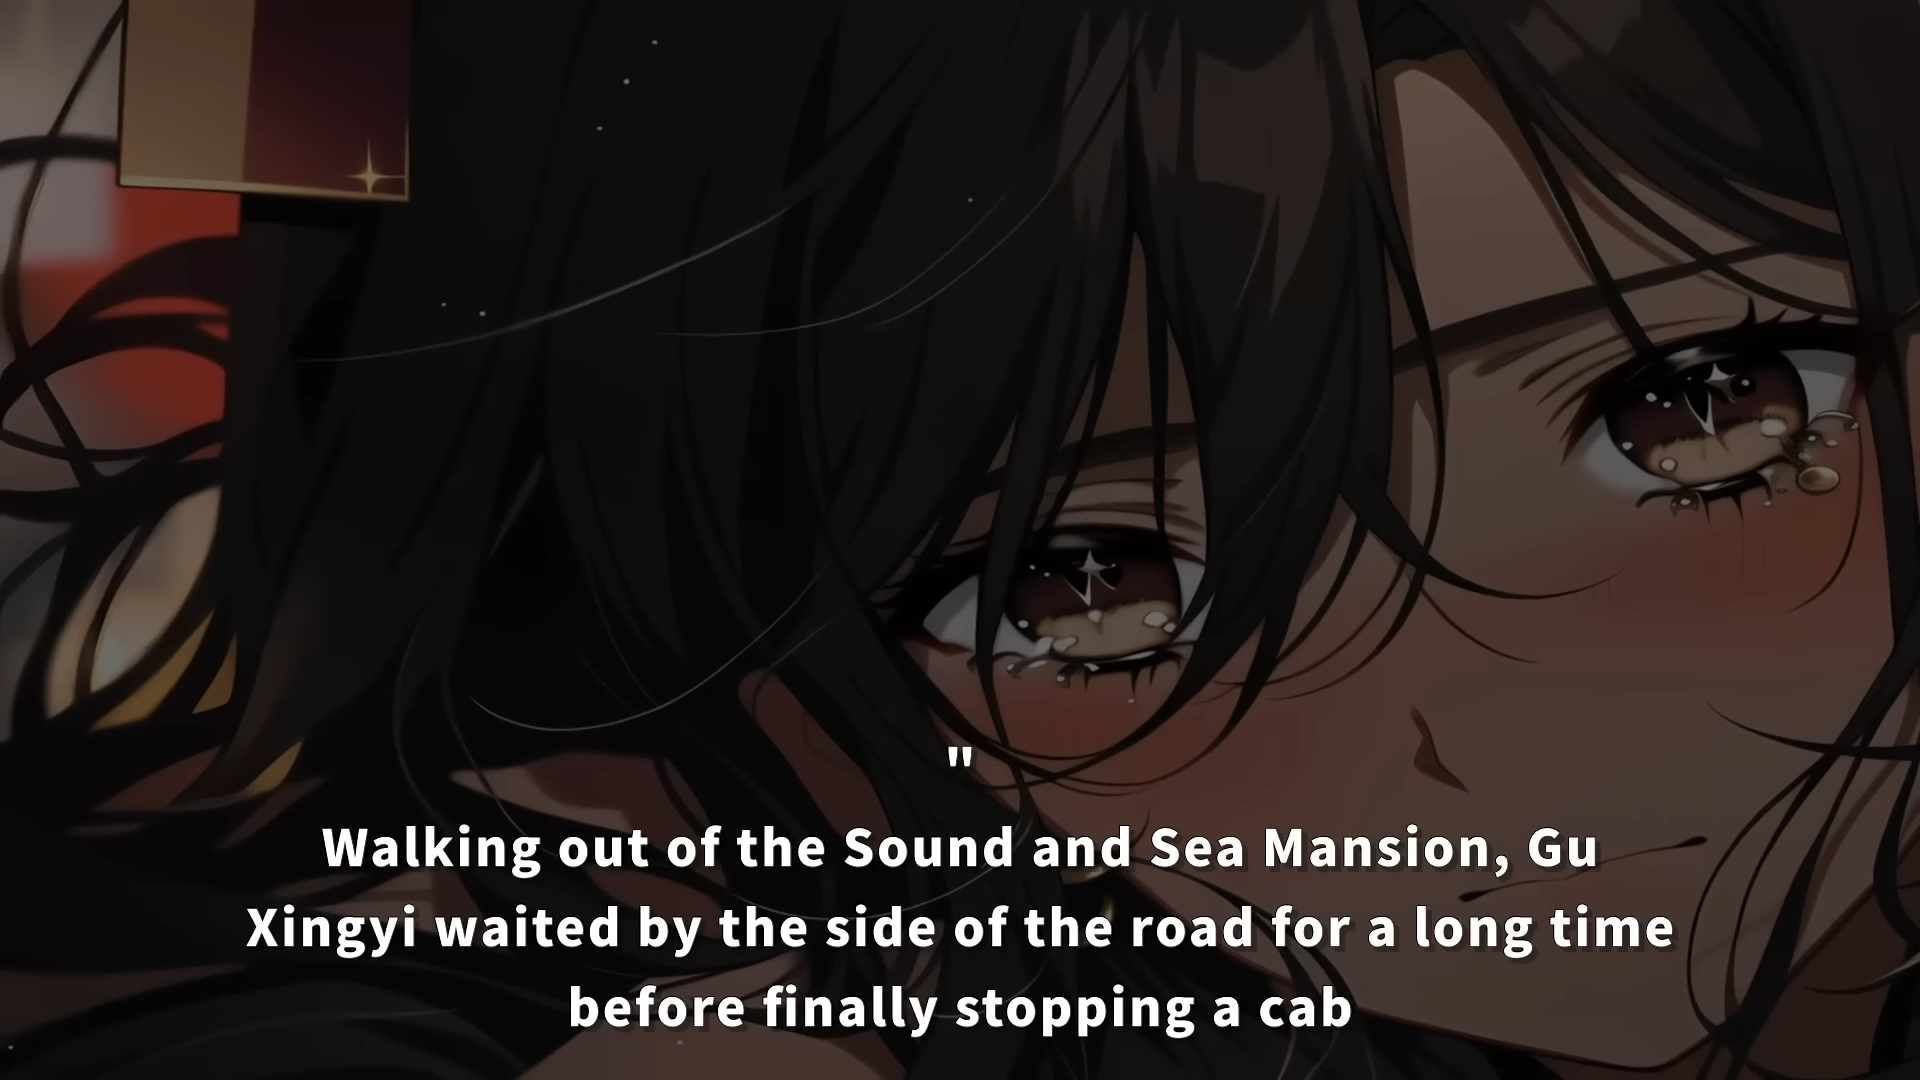 "
Walking out of the Sound and Sea Mansion, Gu
Xingyi waited by the side of the road for a long time
before finally stopping a cab